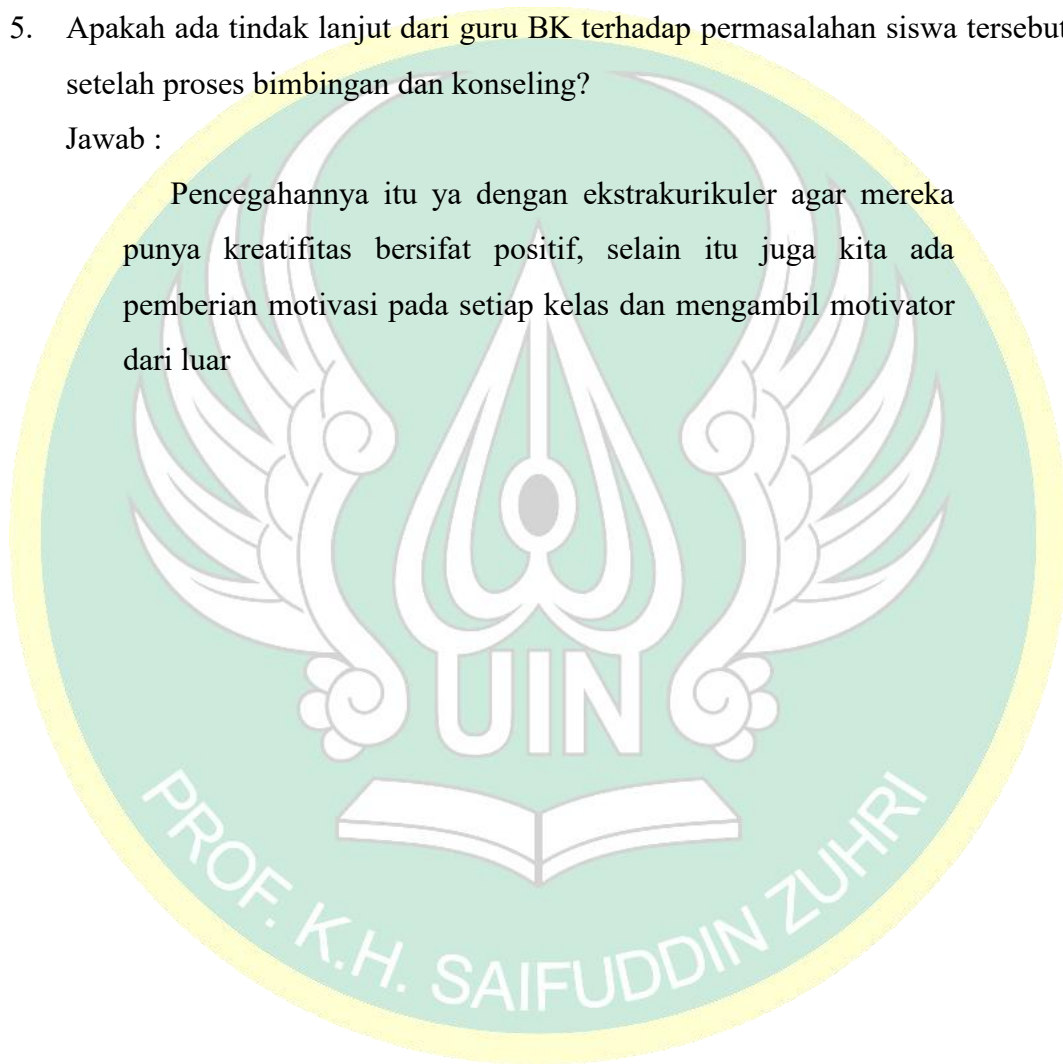 5. Apakah ada tindak lanjut dari guru BK terhadap permasalahan siswa tersebut
setelah proses bimbingan dan konseling?
Jawab :
Pencegahannya itu ya dengan ekstrakurikuler agar mereka
punya kreatifitas bersifat positif, selain itu juga kita ada
pemberian motivasi pada setiap kelas dan mengambil motivator
dari luar
UIN
PROF. K.H. SAIFUDDIN ZUHRI